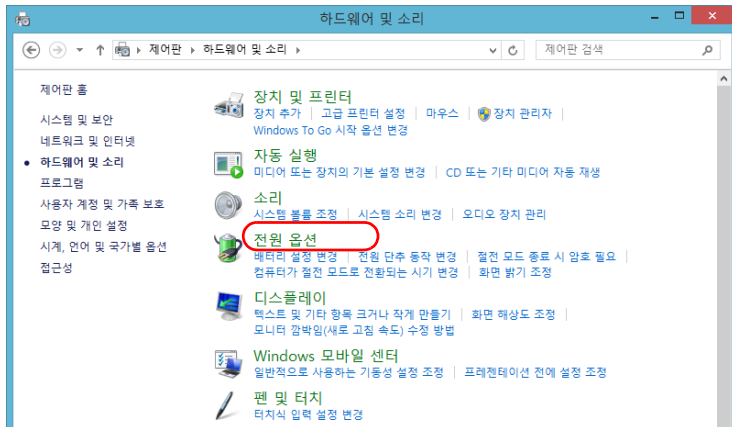 하드웨어 및 소리
제어판 ▸ 하드웨어 및 소리 ▸
제어판 검색
제어판 홈
시스템 및 보안
네트워크 및 인터넷
하드웨어 및 소리
프로그램
사용자 계정 및 가족 보호
모양 및 개인 설정
시계, 언어 및 국가별 옵션
접근성
장치 및 프린터
장치 추가 | 고급 프린터 설정 | 마우스 | 장치 관리자 |
Windows To Go 시작 옵션 변경
자동 실행
미디어 또는 장치의 기본 설정 변경 | CD 또는 기타 미디어 자동 재생
소리
시스템 볼륨 조정 | 시스템 소리 변경 | 오디오 장치 관리
전원 옵션
배터리 설정 변경 | 전원 단추 동작 변경 | 절전 모드 종료 시 암호 필요 |
컴퓨터가 절전 모드로 전환되는 시기 변경 | 화면 밝기 조정
디스플레이
텍스트 및 기타 항목 크거나 작게 만들기 | 화면 해상도 조정 |
모니터 깜박임(새로 고침 속도) 수정 방법
Windows 모바일 센터
일반적으로 사용하는 기동성 설정 조정 | 프레젠테이션 전에 설정 조정
펜 및 터치
터치식 입력 설정 변경